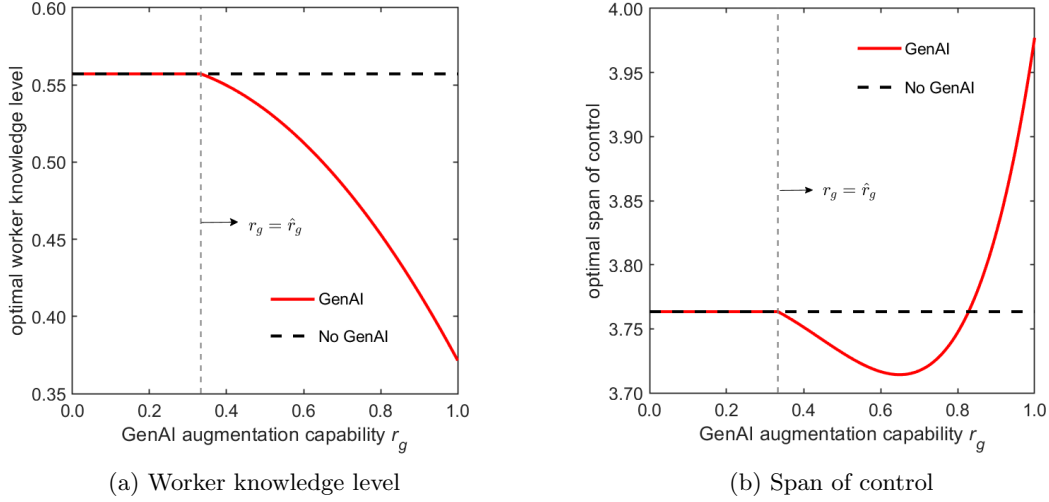 0.60
0.55
0.50
0.45
0.40
0.35
optimal worker knowledge level
r_g = r̂_g
GenAI
No GenAI
0.0 0.2 0.4 0.6 0.8 1.0
GenAI augmentation capability r_g
(a) Worker knowledge level
4.00
3.95
3.90
3.85
3.80
3.75
3.70
optimal span of control
GenAI
No GenAI
r_g = r̂_g
0.0 0.2 0.4 0.6 0.8 1.0
GenAI augmentation capability r_g
(b) Span of control